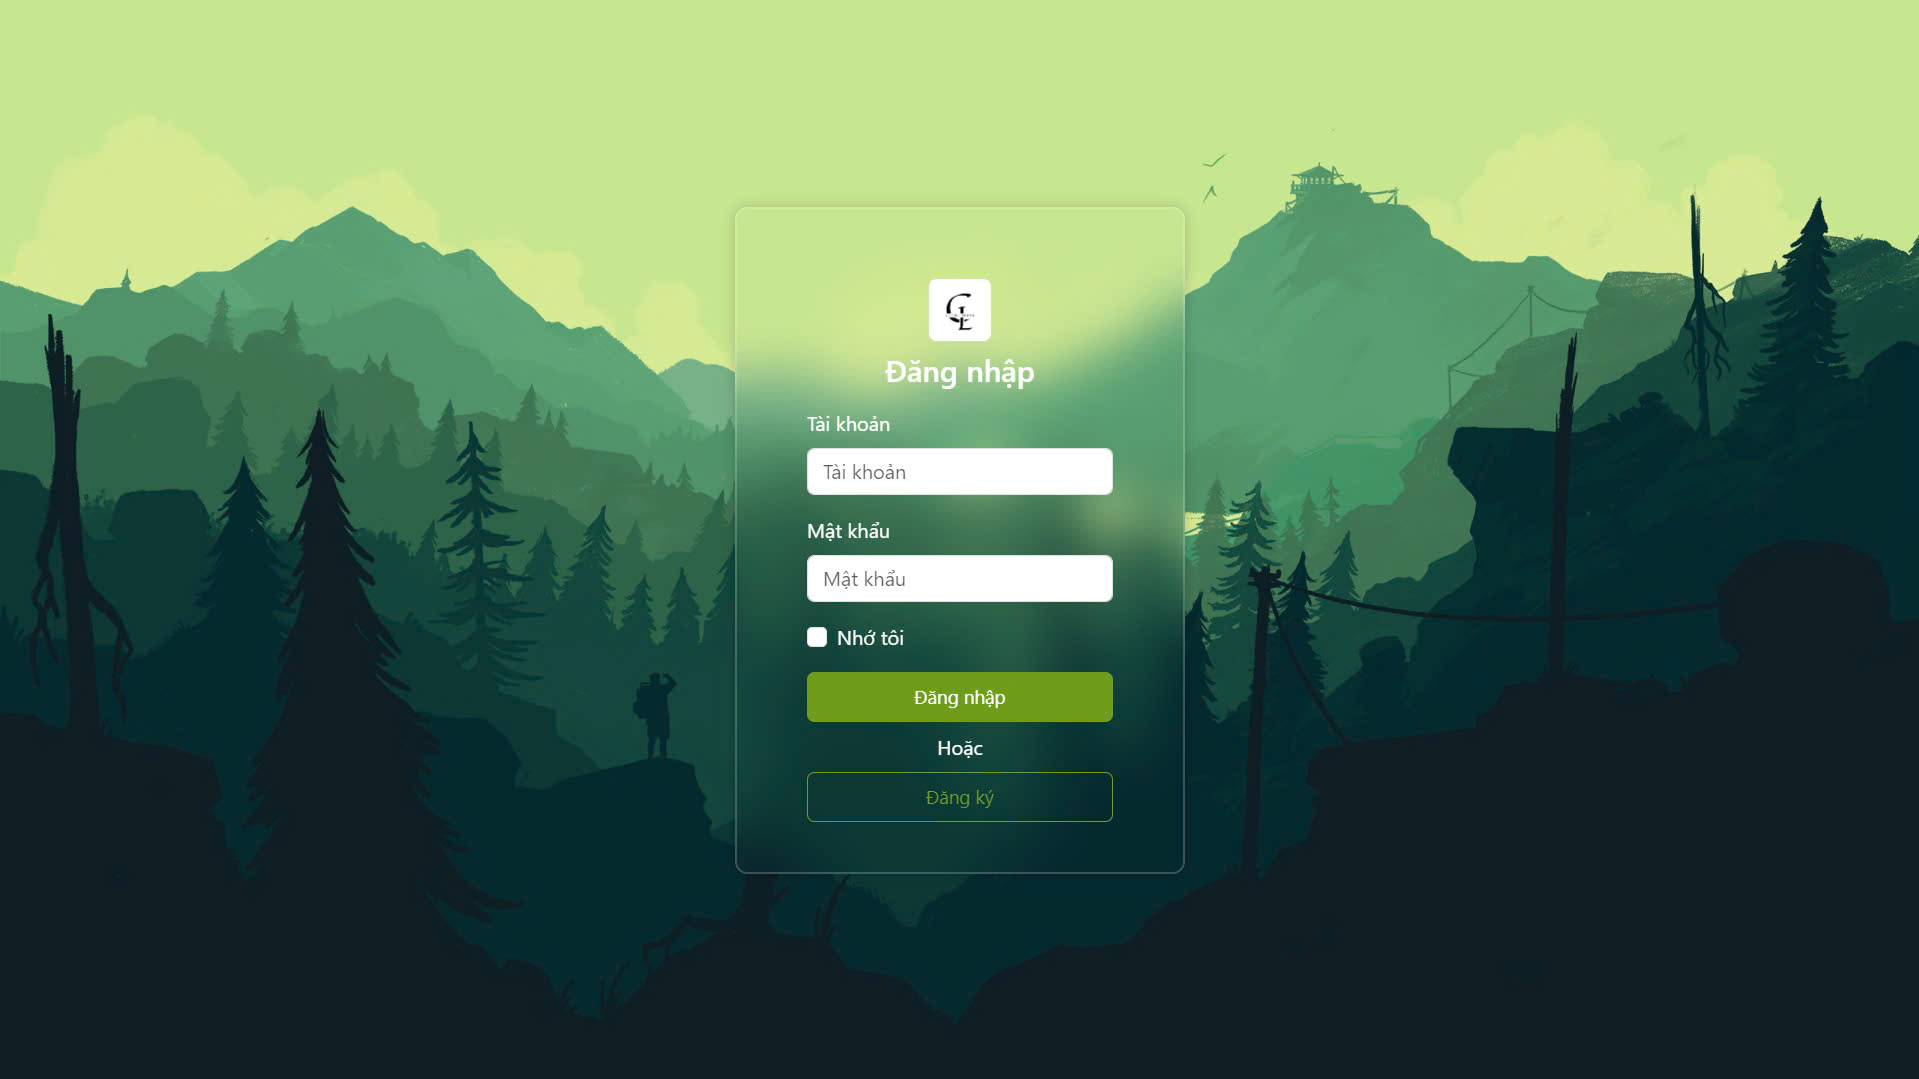 Đăng nhập
Tài khoản
Tài khoản
Mật khẩu
Mật khẩu
Nhớ tôi
Đăng nhập
Hoặc
Đăng ký